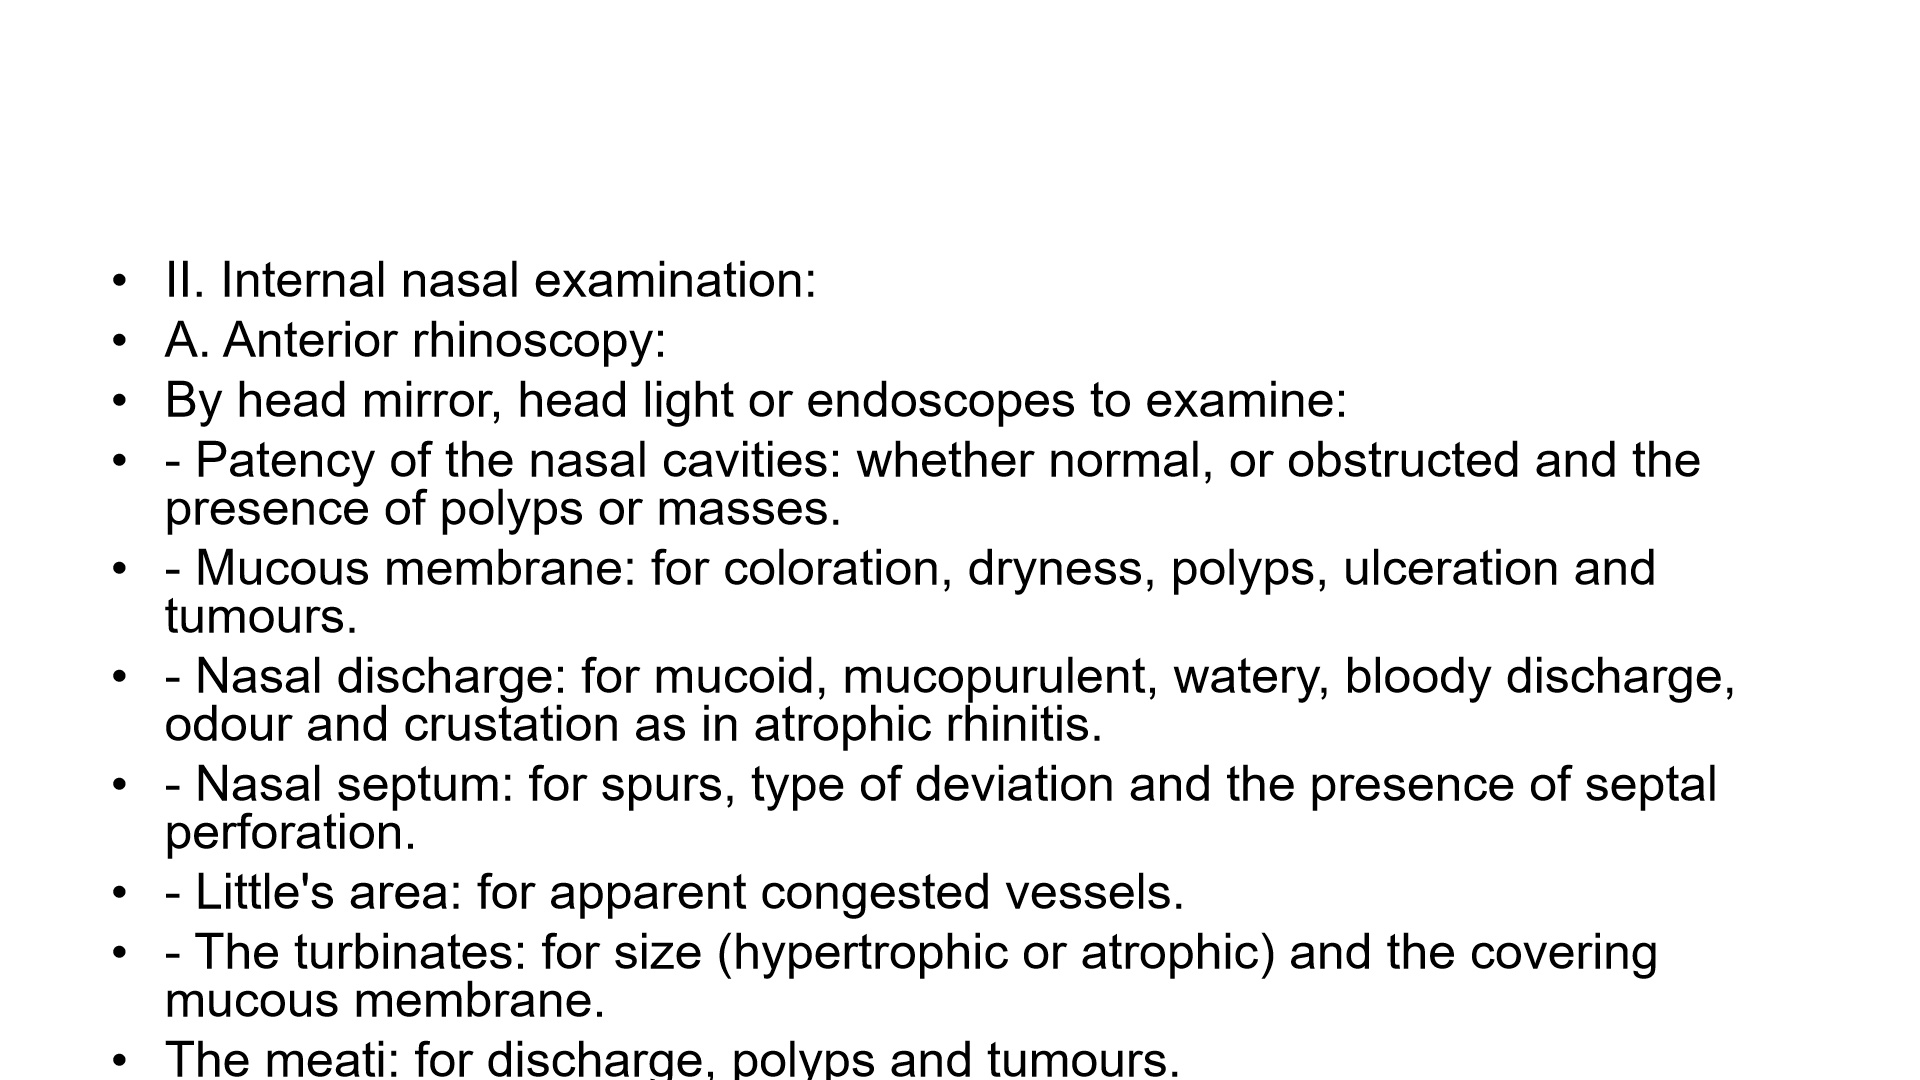 • II. Internal nasal examination:
• A. Anterior rhinoscopy:
• By head mirror, head light or endoscopes to examine:
• - Patency of the nasal cavities: whether normal, or obstructed and the
presence of polyps or masses.
• - Mucous membrane: for coloration, dryness, polyps, ulceration and
tumours.
• - Nasal discharge: for mucoid, mucopurulent, watery, bloody discharge,
odour and crustation as in atrophic rhinitis.
• - Nasal septum: for spurs, type of deviation and the presence of septal
perforation.
• - Little's area: for apparent congested vessels.
• - The turbinates: for size (hypertrophic or atrophic) and the covering
mucous membrane.
• The meati: for discharge, polyps and tumours.